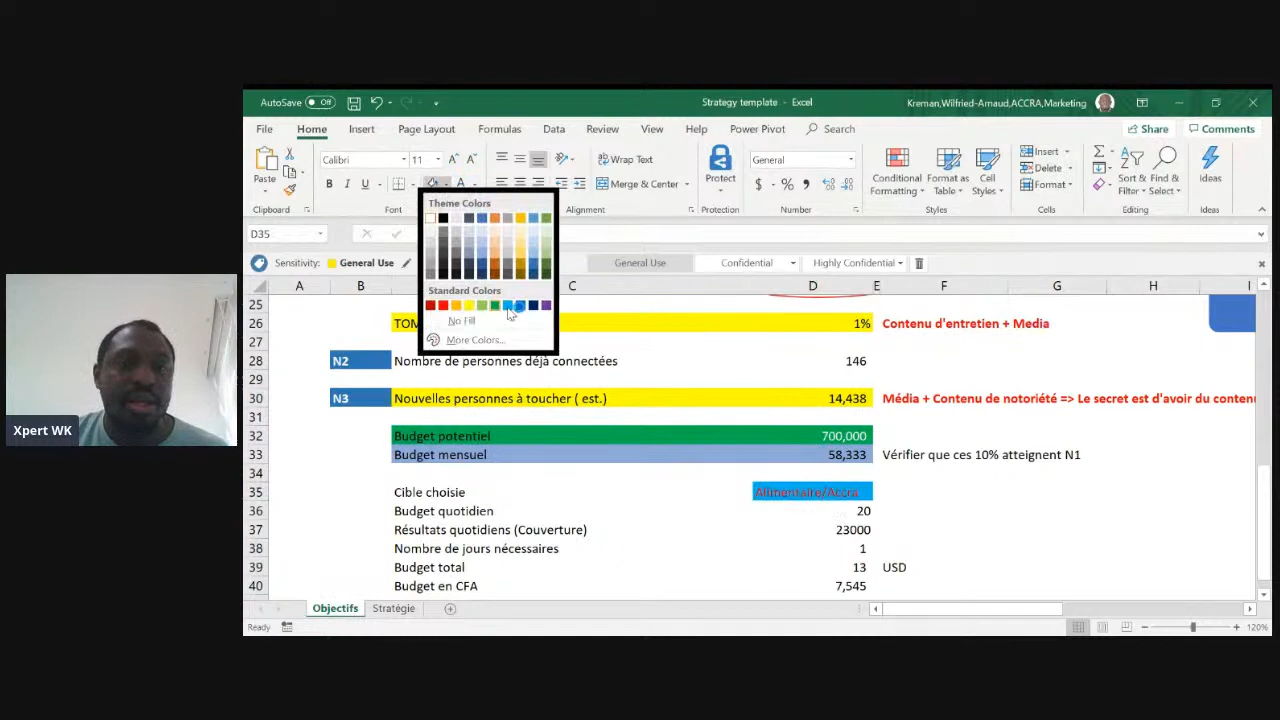 AutoSave Off
Strategy template - Excel
Kreman,Wilfried-Arnaud,ACCRA,Marketing
File Home Insert Page Layout Formulas Data Review View Help Power Pivot Search
Share Comments
Paste
Clipboard
Calibri 11
B I U
Font
Wrap Text
Merge & Center
Alignment
Protect
Protection
General
$ %
Number
Conditional Formatting
Format as Table
Cell Styles
Styles
Insert
Delete
Format
Cells
Sort & Filter
Find & Select
Editing
Ideas
Ideas
Theme Colors
Standard Colors
No Fill
More Colors...
D35
Sensitivity: General Use
General Use Confidential Highly Confidential
A B C D E F G H I
25
26 TOM 1% Contenu d'entretien + Media
27
28 N2 Nombre de personnes déjà connectées 146
29
30 N3 Nouvelles personnes à toucher ( est.) 14,438 Média + Contenu de notoriété => Le secret est d'avoir du contenu
31
32 Budget potentiel 700,000
33 Budget mensuel 58,333 Vérifier que ces 10% atteignent N1
34
35 Cible choisie Alimentaire/Accra
36 Budget quotidien 20
37 Résultats quotidiens (Couverture) 23000
38 Nombre de jours nécessaires 1
39 Budget total 13 USD
40 Budget en CFA 7,545
Objectifs Stratégie
Ready
120%
Xpert WK